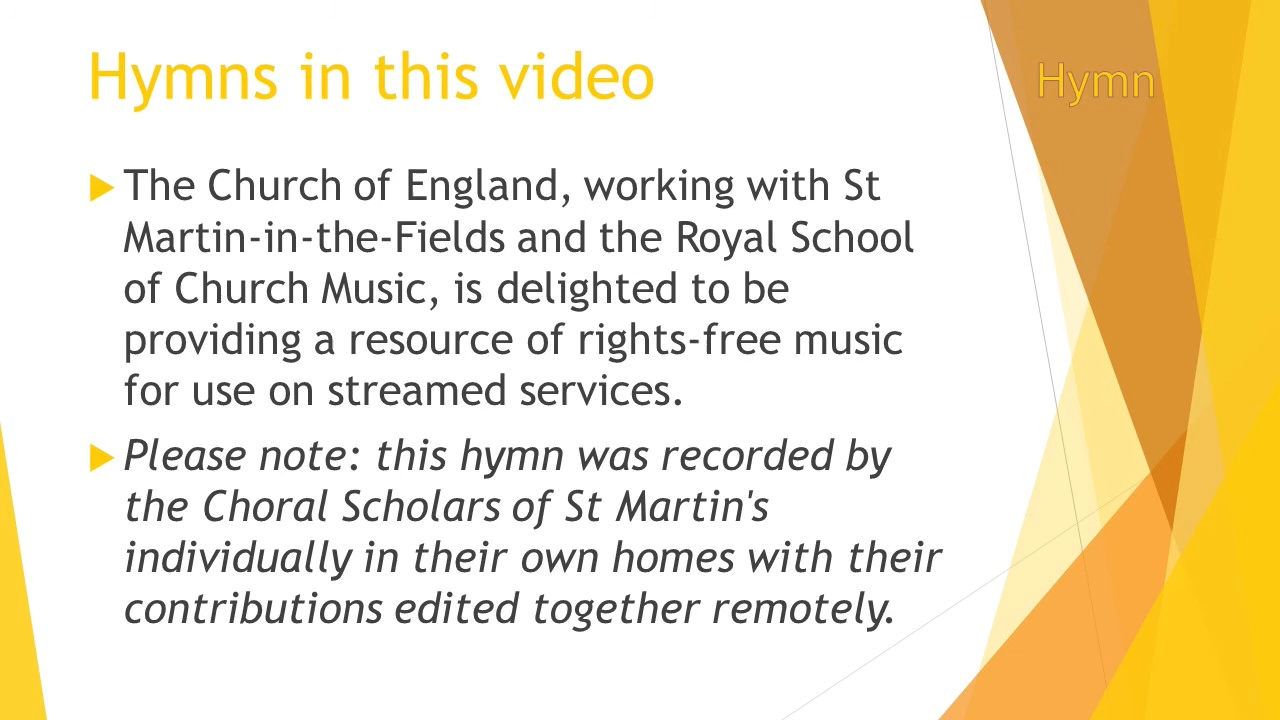 Hymns in this video
Hymn
The Church of England, working with St
Martin-in-the-Fields and the Royal School
of Church Music, is delighted to be
providing a resource of rights-free music
for use on streamed services.
Please note: this hymn was recorded by
the Choral Scholars of St Martin's
individually in their own homes with their
contributions edited together remotely.